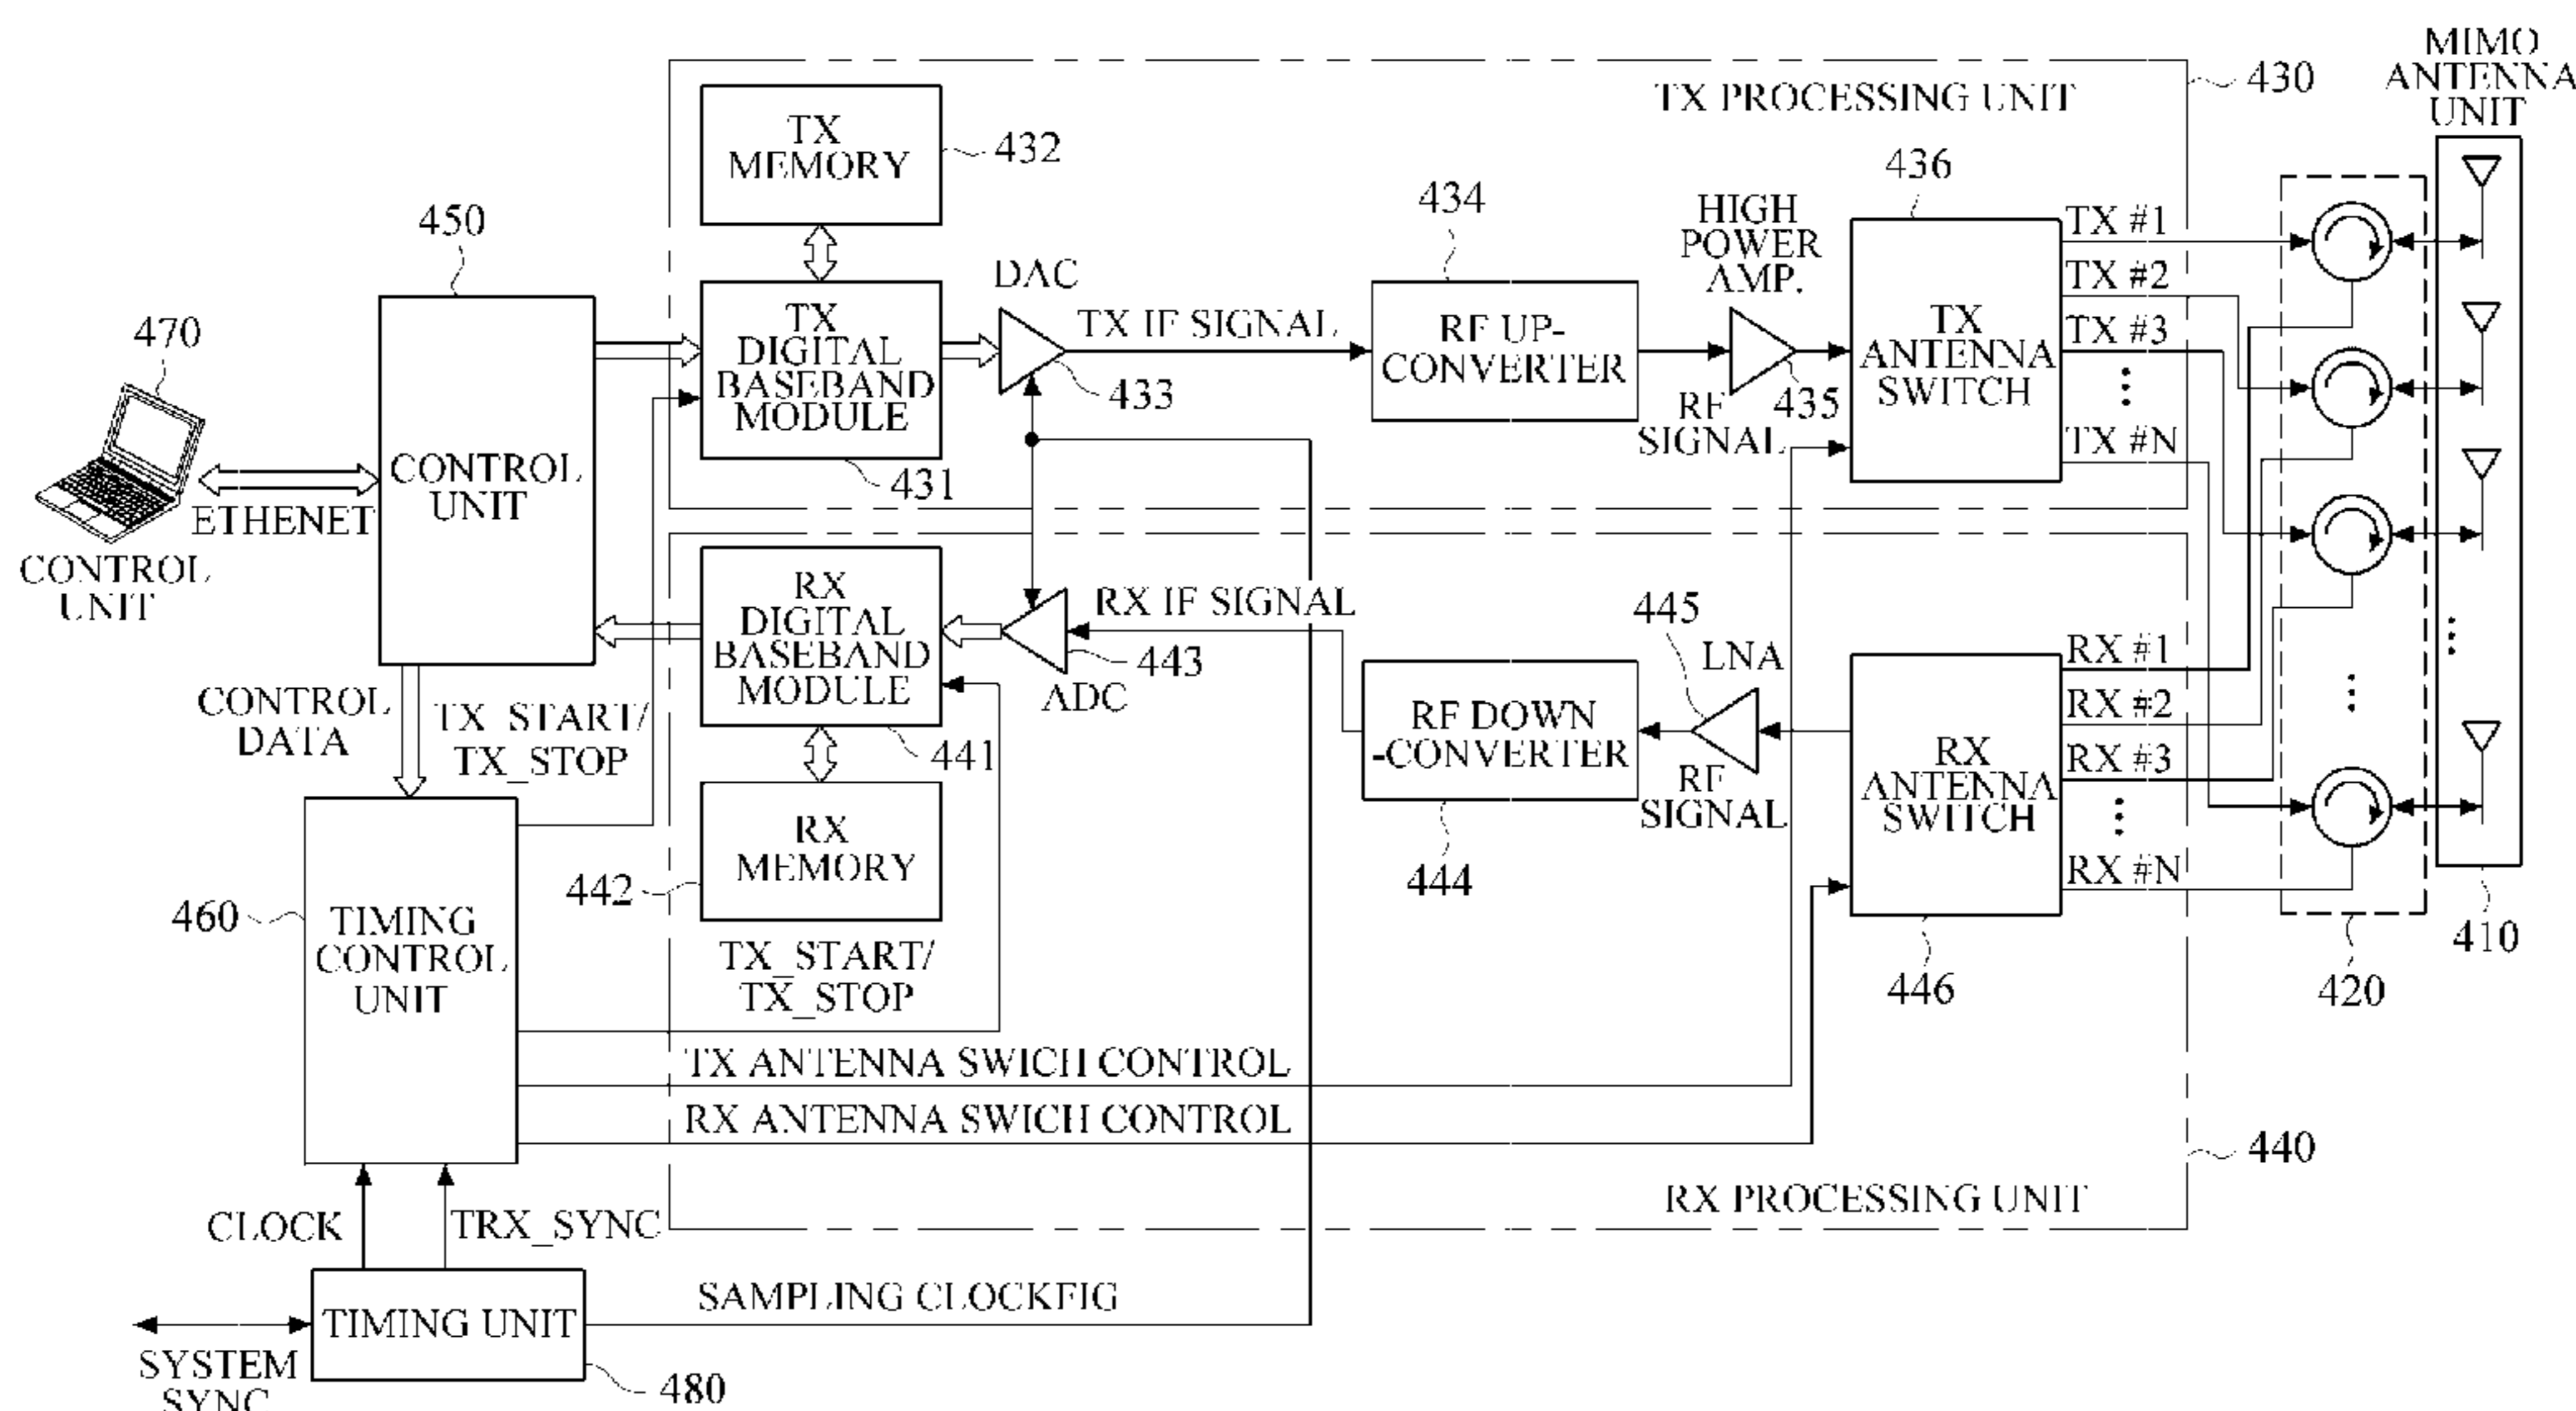 MIMO
ANTENNA
UNIT
430
TX PROCESSING UNIT
TX
MEMORY
432
436
450
434
HIGH
POWER
AMP.
TX #1
TX #2
TX #3
TX #N
DAC
TX
DIGITAL
BASEBAND
MODULE
TX IF SIGNAL
RF UP-
CONVERTER
TX
ANTENNA
SWITCH
470
433
RF
SIGNAL
435
431
CONTROL
UNIT
ETHENET
CONTROL
UNIT
RX
DIGITAL
BASEBAND
MODULE
RX IF SIGNAL
443
ADC
445
LNA
RF DOWN
-CONVERTER
RF
SIGNAL
444
RX
ANTENNA
SWITCH
RX #1
RX #2
RX #3
RX #N
CONTROL
DATA
TX_START/
TX_STOP
441
RX
MEMORY
442
460
TIMING
CONTROL
UNIT
TX_START/
TX_STOP
446
420
410
TX ANTENNA SWICH CONTROL
RX ANTENNA SWICH CONTROL
440
RX PROCESSING UNIT
CLOCK
TRX_SYNC
SAMPLING CLOCKFIG
TIMING UNIT
SYSTEM
SYNC
480